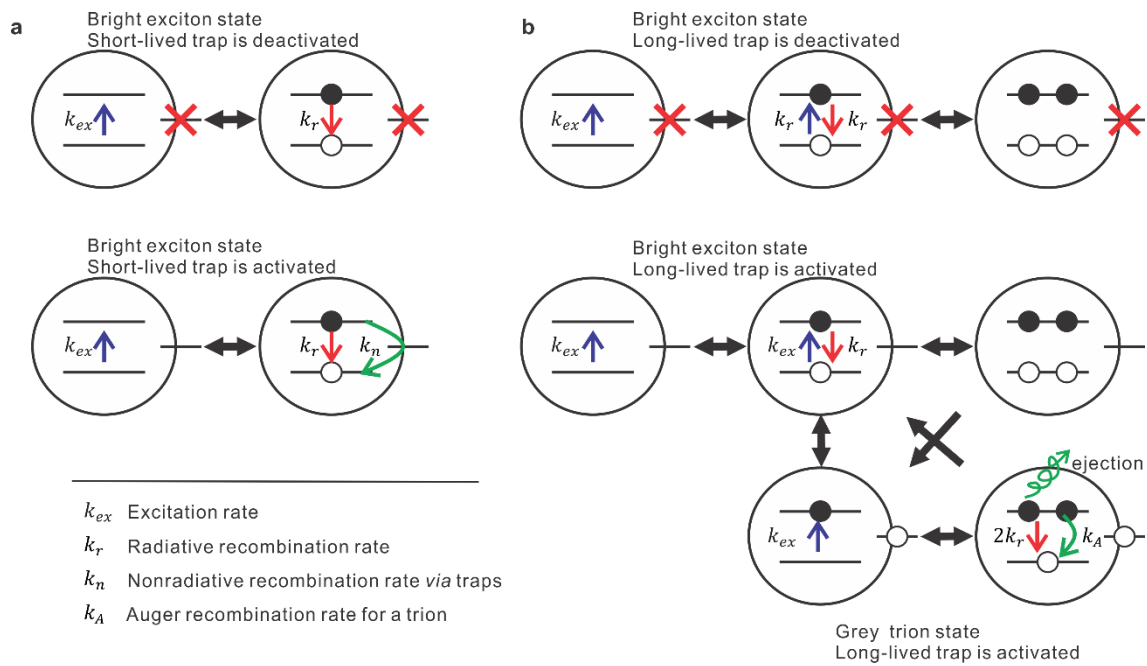 a
Bright exciton state
Short-lived trap is deactivated
k_ex
k_r
Bright exciton state
Short-lived trap is activated
k_ex
k_r
k_n
k_ex Excitation rate
k_r Radiative recombination rate
k_n Nonradiative recombination rate via traps
k_A Auger recombination rate for a trion
b
Bright exciton state
Long-lived trap is deactivated
k_ex
k_r
k_r
Bright exciton state
Long-lived trap is activated
k_ex
k_ex
k_r
ejection
k_ex
2k_r
k_A
Grey trion state
Long-lived trap is activated